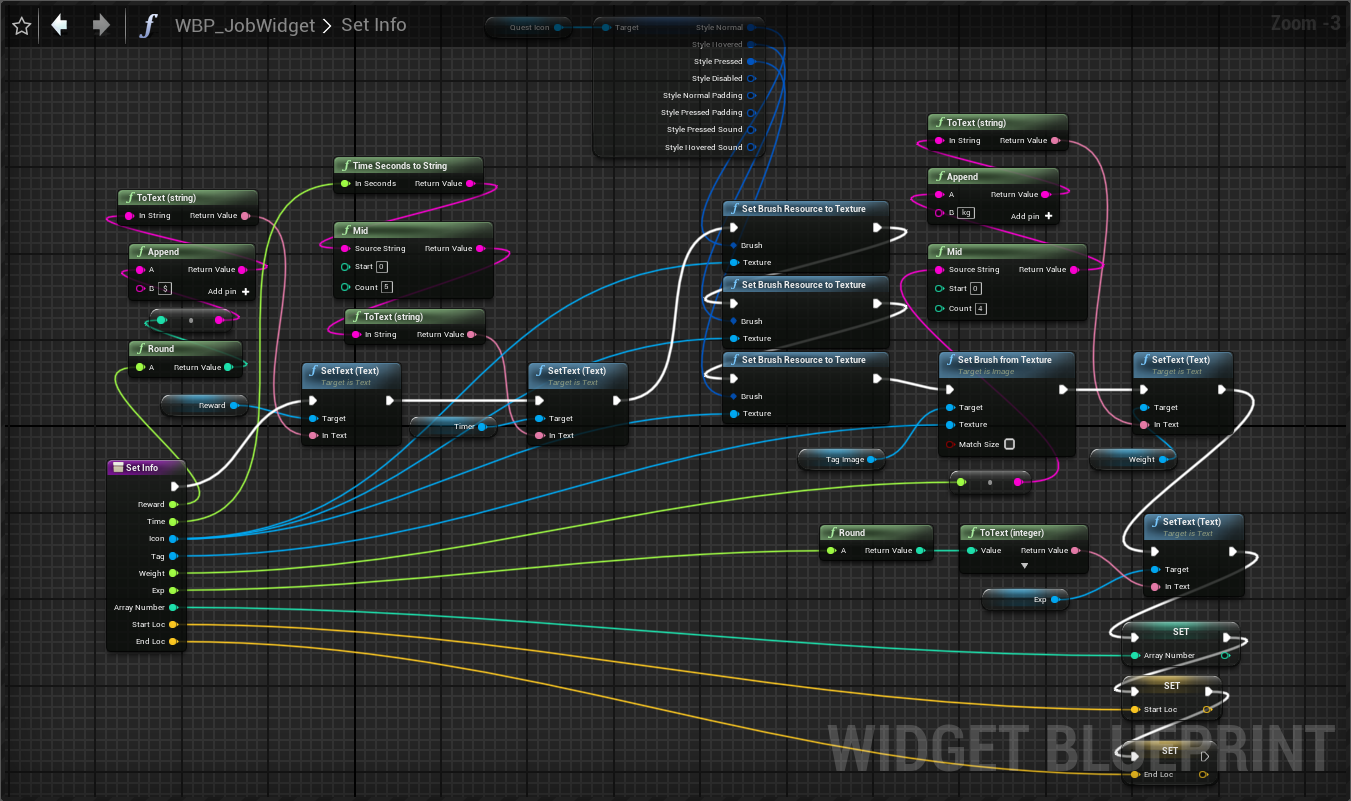 WBP_JobWidget > Set Info
Zoom -3
Quest Icon
Target
Style Normal
Style Hovered
Style Pressed
Style Disabled
Style Normal Padding
Style Pressed Padding
Style Pressed Sound
Style Hovered Sound
ToText (string)
In String Return Value
Append
A Return Value
B $ Add pin +
Round
A Return Value
Reward
Time Seconds to String
In Seconds Return Value
Mid
Source String Return Value
Start 0
Count 5
ToText (string)
In String Return Value
SetText (Text)
Target is Text
Target
In Text
Timer
SetText (Text)
Target is Text
Target
In Text
Set Brush Resource to Texture
Brush
Texture
Set Brush Resource to Texture
Brush
Texture
Set Brush Resource to Texture
Brush
Texture
ToText (string)
In String Return Value
Append
A Return Value
B kg Add pin +
Mid
Source String Return Value
Start 0
Count 4
Set Brush from Texture
Target is Image
Target
Texture
Match Size
Tag Image
SetText (Text)
Target is Text
Target
In Text
Weight
Set Info
Reward
Time
Icon
Tag
Weight
Exp
Array Number
Start Loc
End Loc
Round
A Return Value
ToText (integer)
Value Return Value
Exp
SetText (Text)
Target is Text
Target
In Text
SET
Array Number
SET
Start Loc
SET
End Loc
WIDGET BLUEPRINT